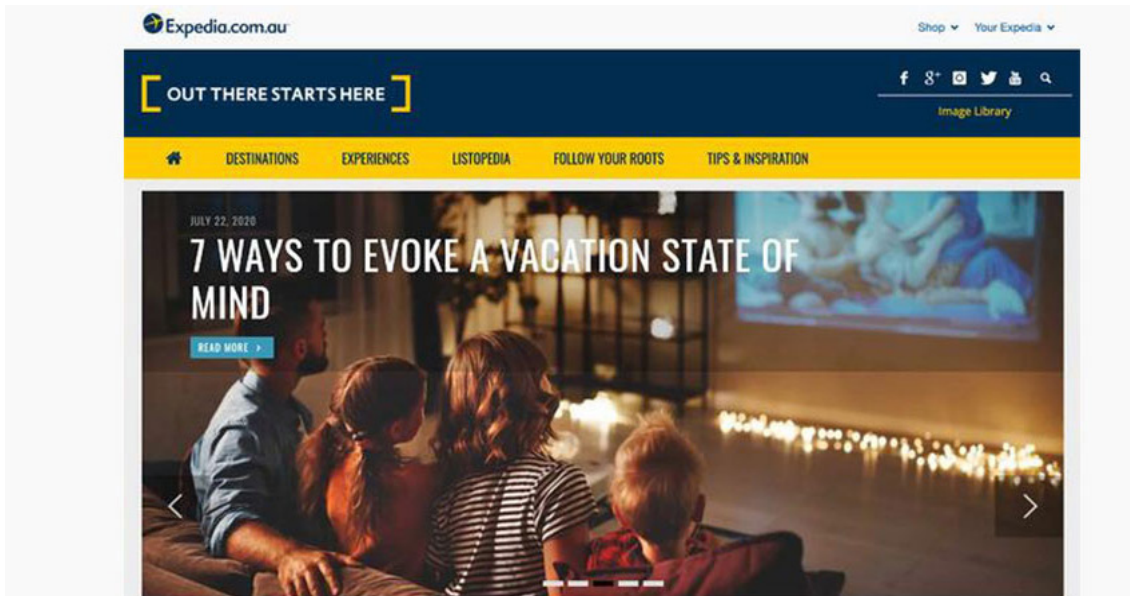 Expedia.com.au
Shop
Your Expedia
OUT THERE STARTS HERE
Image Library
DESTINATIONS
EXPERIENCES
LISTOPEDIA
FOLLOW YOUR ROOTS
TIPS & INSPIRATION
JULY 22, 2020
7 WAYS TO EVOKE A VACATION STATE OF
MIND
READ MORE >